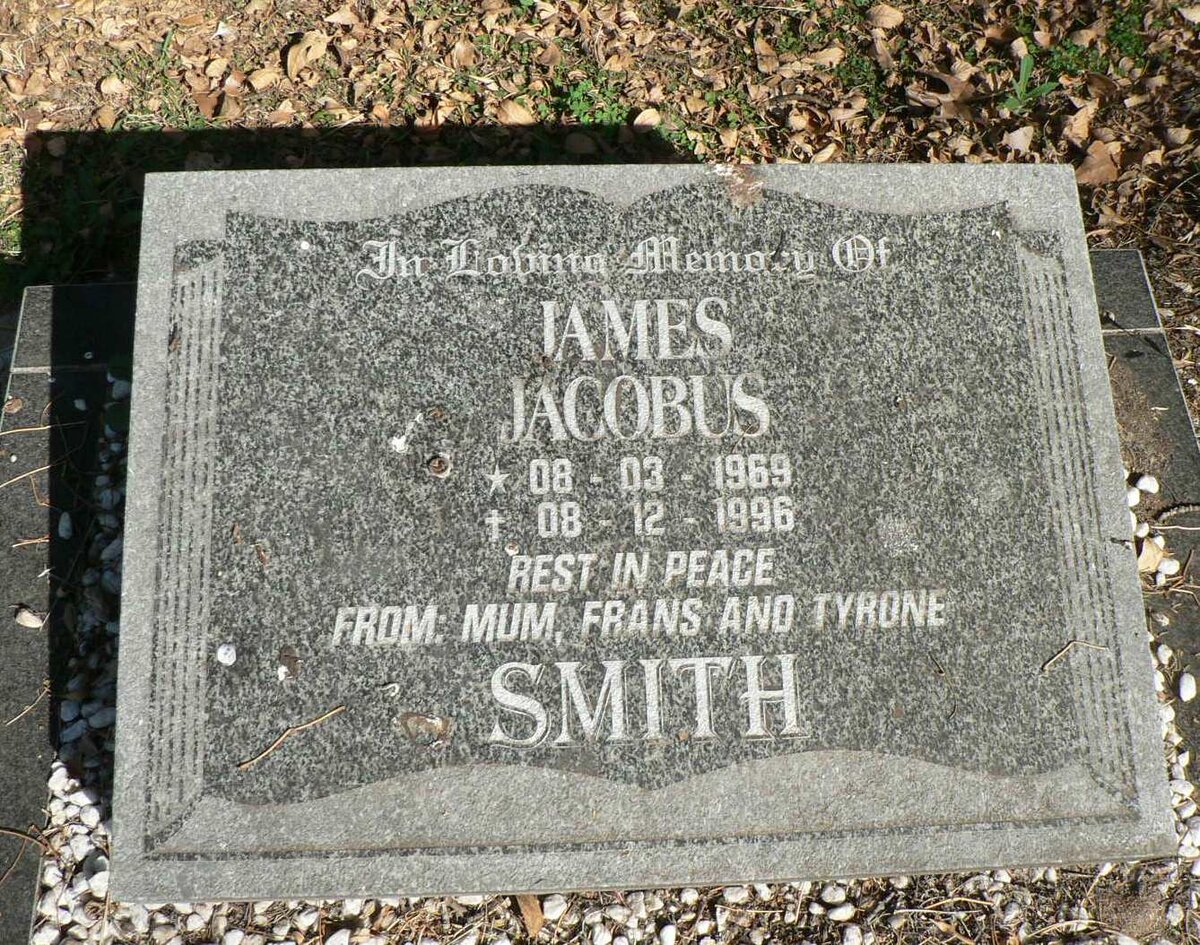 In Loving Memory Of
JAMES
JACOBUS
★ 08 - 03 - 1969
✝ 08 - 12 - 1996
REST IN PEACE
FROM: MUM, FRANS AND TYRONE
SMITH